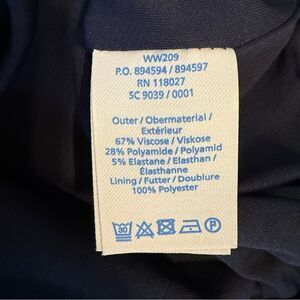 WW209
P.O. 894594 / 894597
RN 118027
SC 9039 / 0001
Outer / Obermaterial /
Extérieur
67% Viscose / Viskose
28% Polyamide / Polyamid
5% Elastane / Elasthan /
Élasthanne
Lining / Futter / Doublure
100% Polyester
30
P